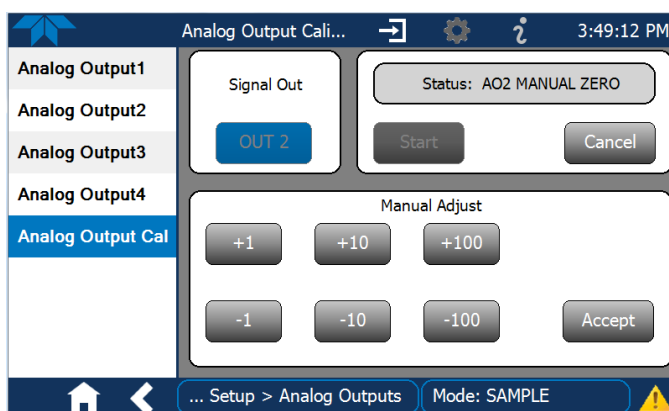 Analog Output Cali...
3:49:12 PM
Analog Output1
Analog Output2
Analog Output3
Analog Output4
Analog Output Cal
Signal Out
OUT 2
Status: AO2 MANUAL ZERO
Start
Cancel
Manual Adjust
+1
+10
+100
-1
-10
-100
Accept
... Setup > Analog Outputs
Mode: SAMPLE